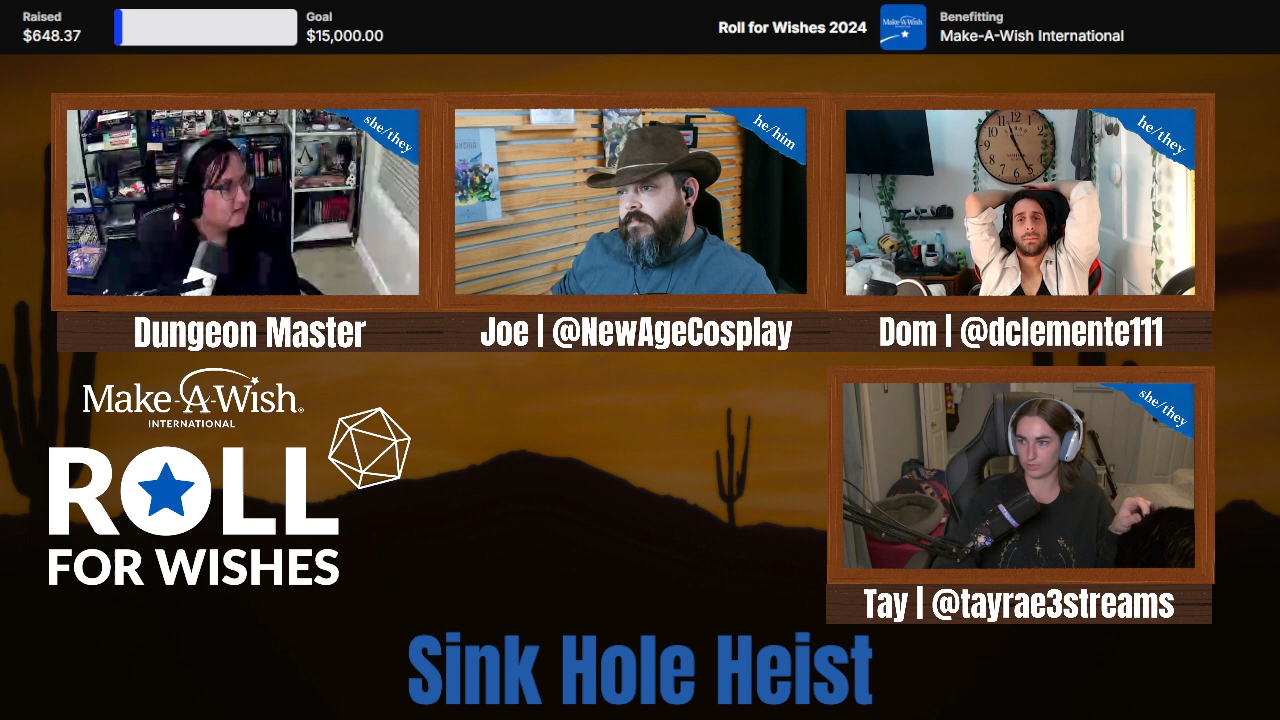 Raised
$648.37
Goal
$15,000.00
Roll for Wishes 2024
Make-A-Wish
Benefitting
Make-A-Wish International
she/they
he/him
he/they
Dungeon Master
Joe | @NewAgeCosplay
Dom | @dclemente111
Make-A-Wish®
INTERNATIONAL
ROLL
FOR WISHES
she/they
Tay | @tayrae3streams
Sink Hole Heist